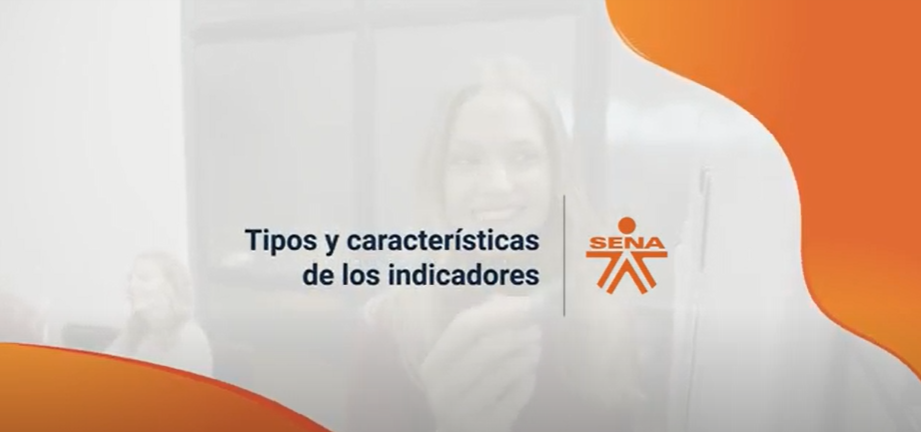 Tipos y características
de los indicadores
SENA